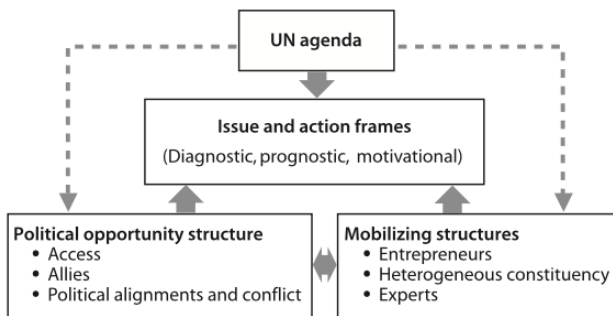 UN agenda
Issue and action frames
(Diagnostic, prognostic, motivational)
Political opportunity structure
• Access
• Allies
• Political alignments and conflict
Mobilizing structures
• Entrepreneurs
• Heterogeneous constituency
• Experts